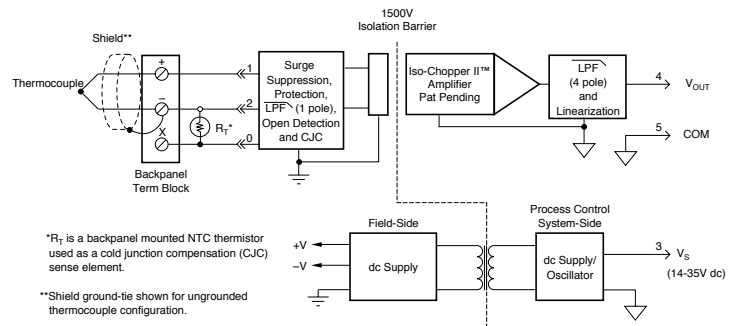 1500V
Isolation Barrier
Shield**
Thermocouple
+
–
X
Backpanel
Term Block
1
2
0
R_T*
Surge
Suppression,
Protection,
LPF (1 pole),
Open Detection
and CJC
Iso-Chopper II™
Amplifier
Pat Pending
LPF
(4 pole)
and
Linearization
4
V_OUT
5
COM
Field-Side
+V
–V
dc Supply
Process Control
System-Side
dc Supply/
Oscillator
3
V_S
(14-35V dc)
*R_T is a backpanel mounted NTC thermistor
used as a cold junction compensation (CJC)
sense element.
**Shield ground-tie shown for ungrounded
thermocouple configuration.